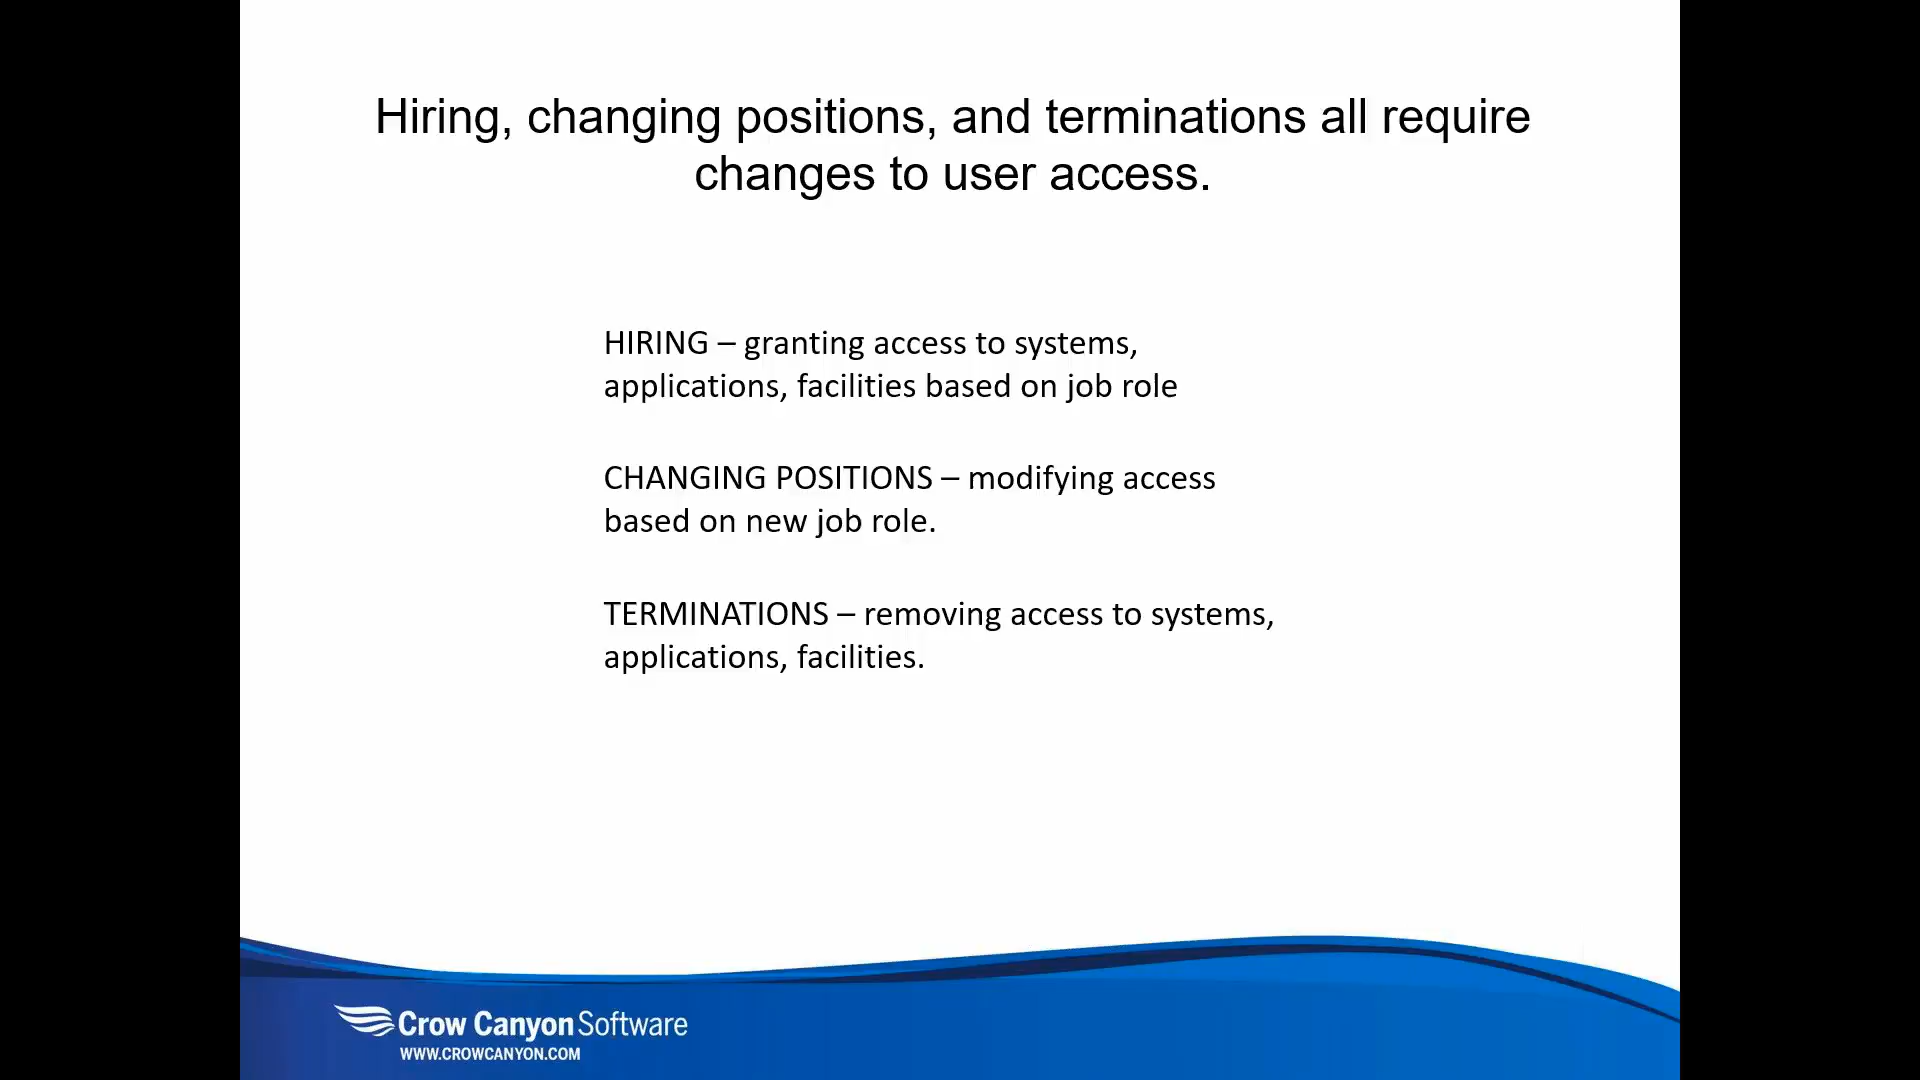 Hiring, changing positions, and terminations all require
changes to user access.
HIRING – granting access to systems,
applications, facilities based on job role
CHANGING POSITIONS – modifying access
based on new job role.
TERMINATIONS – removing access to systems,
applications, facilities.
Crow Canyon Software
WWW.CROWCANYON.COM